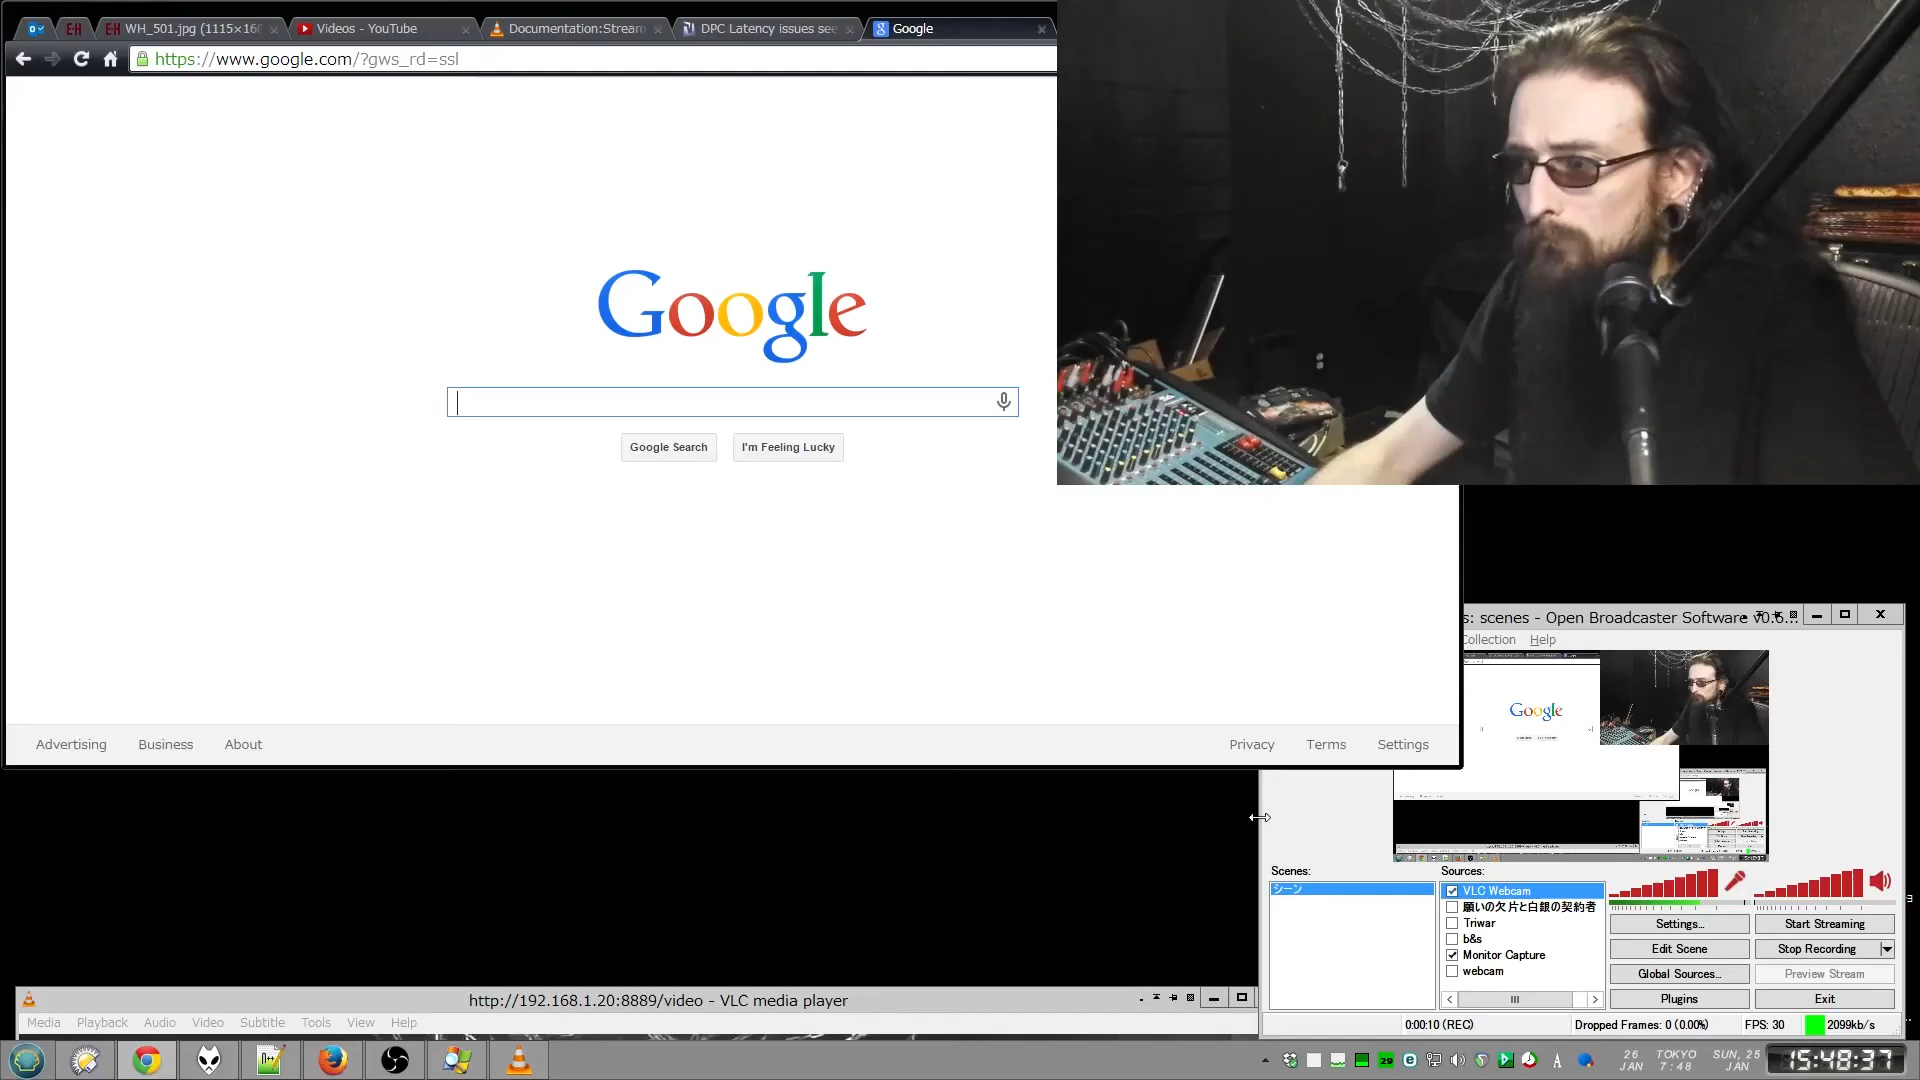 WH_501.jpg (1115×16
Videos - YouTube
Documentation:Stream
DPC Latency issues see
Google
https://www.google.com/?gws_rd=ssl
Google
Google Search
I'm Feeling Lucky
Advertising
Business
About
Privacy
Terms
Settings
s: scenes - Open Broadcaster Software v0.6...
Collection
Help
Google
Scenes:
シーン
Sources:
VLC Webcam
願いの欠片と白銀の契約者
Triwar
b&s
Monitor Capture
webcam
Settings...
Start Streaming
Edit Scene
Stop Recording
Global Sources...
Preview Stream
Plugins
Exit
0:00:10 (REC)
Dropped Frames: 0 (0.00%)
FPS: 30
2099kb/s
http://192.168.1.20:8889/video - VLC media player
Media
Playback
Audio
Video
Subtitle
Tools
View
Help
29
26 JAN
TOKYO 7:48
SUN, 25 JAN
15:48:37